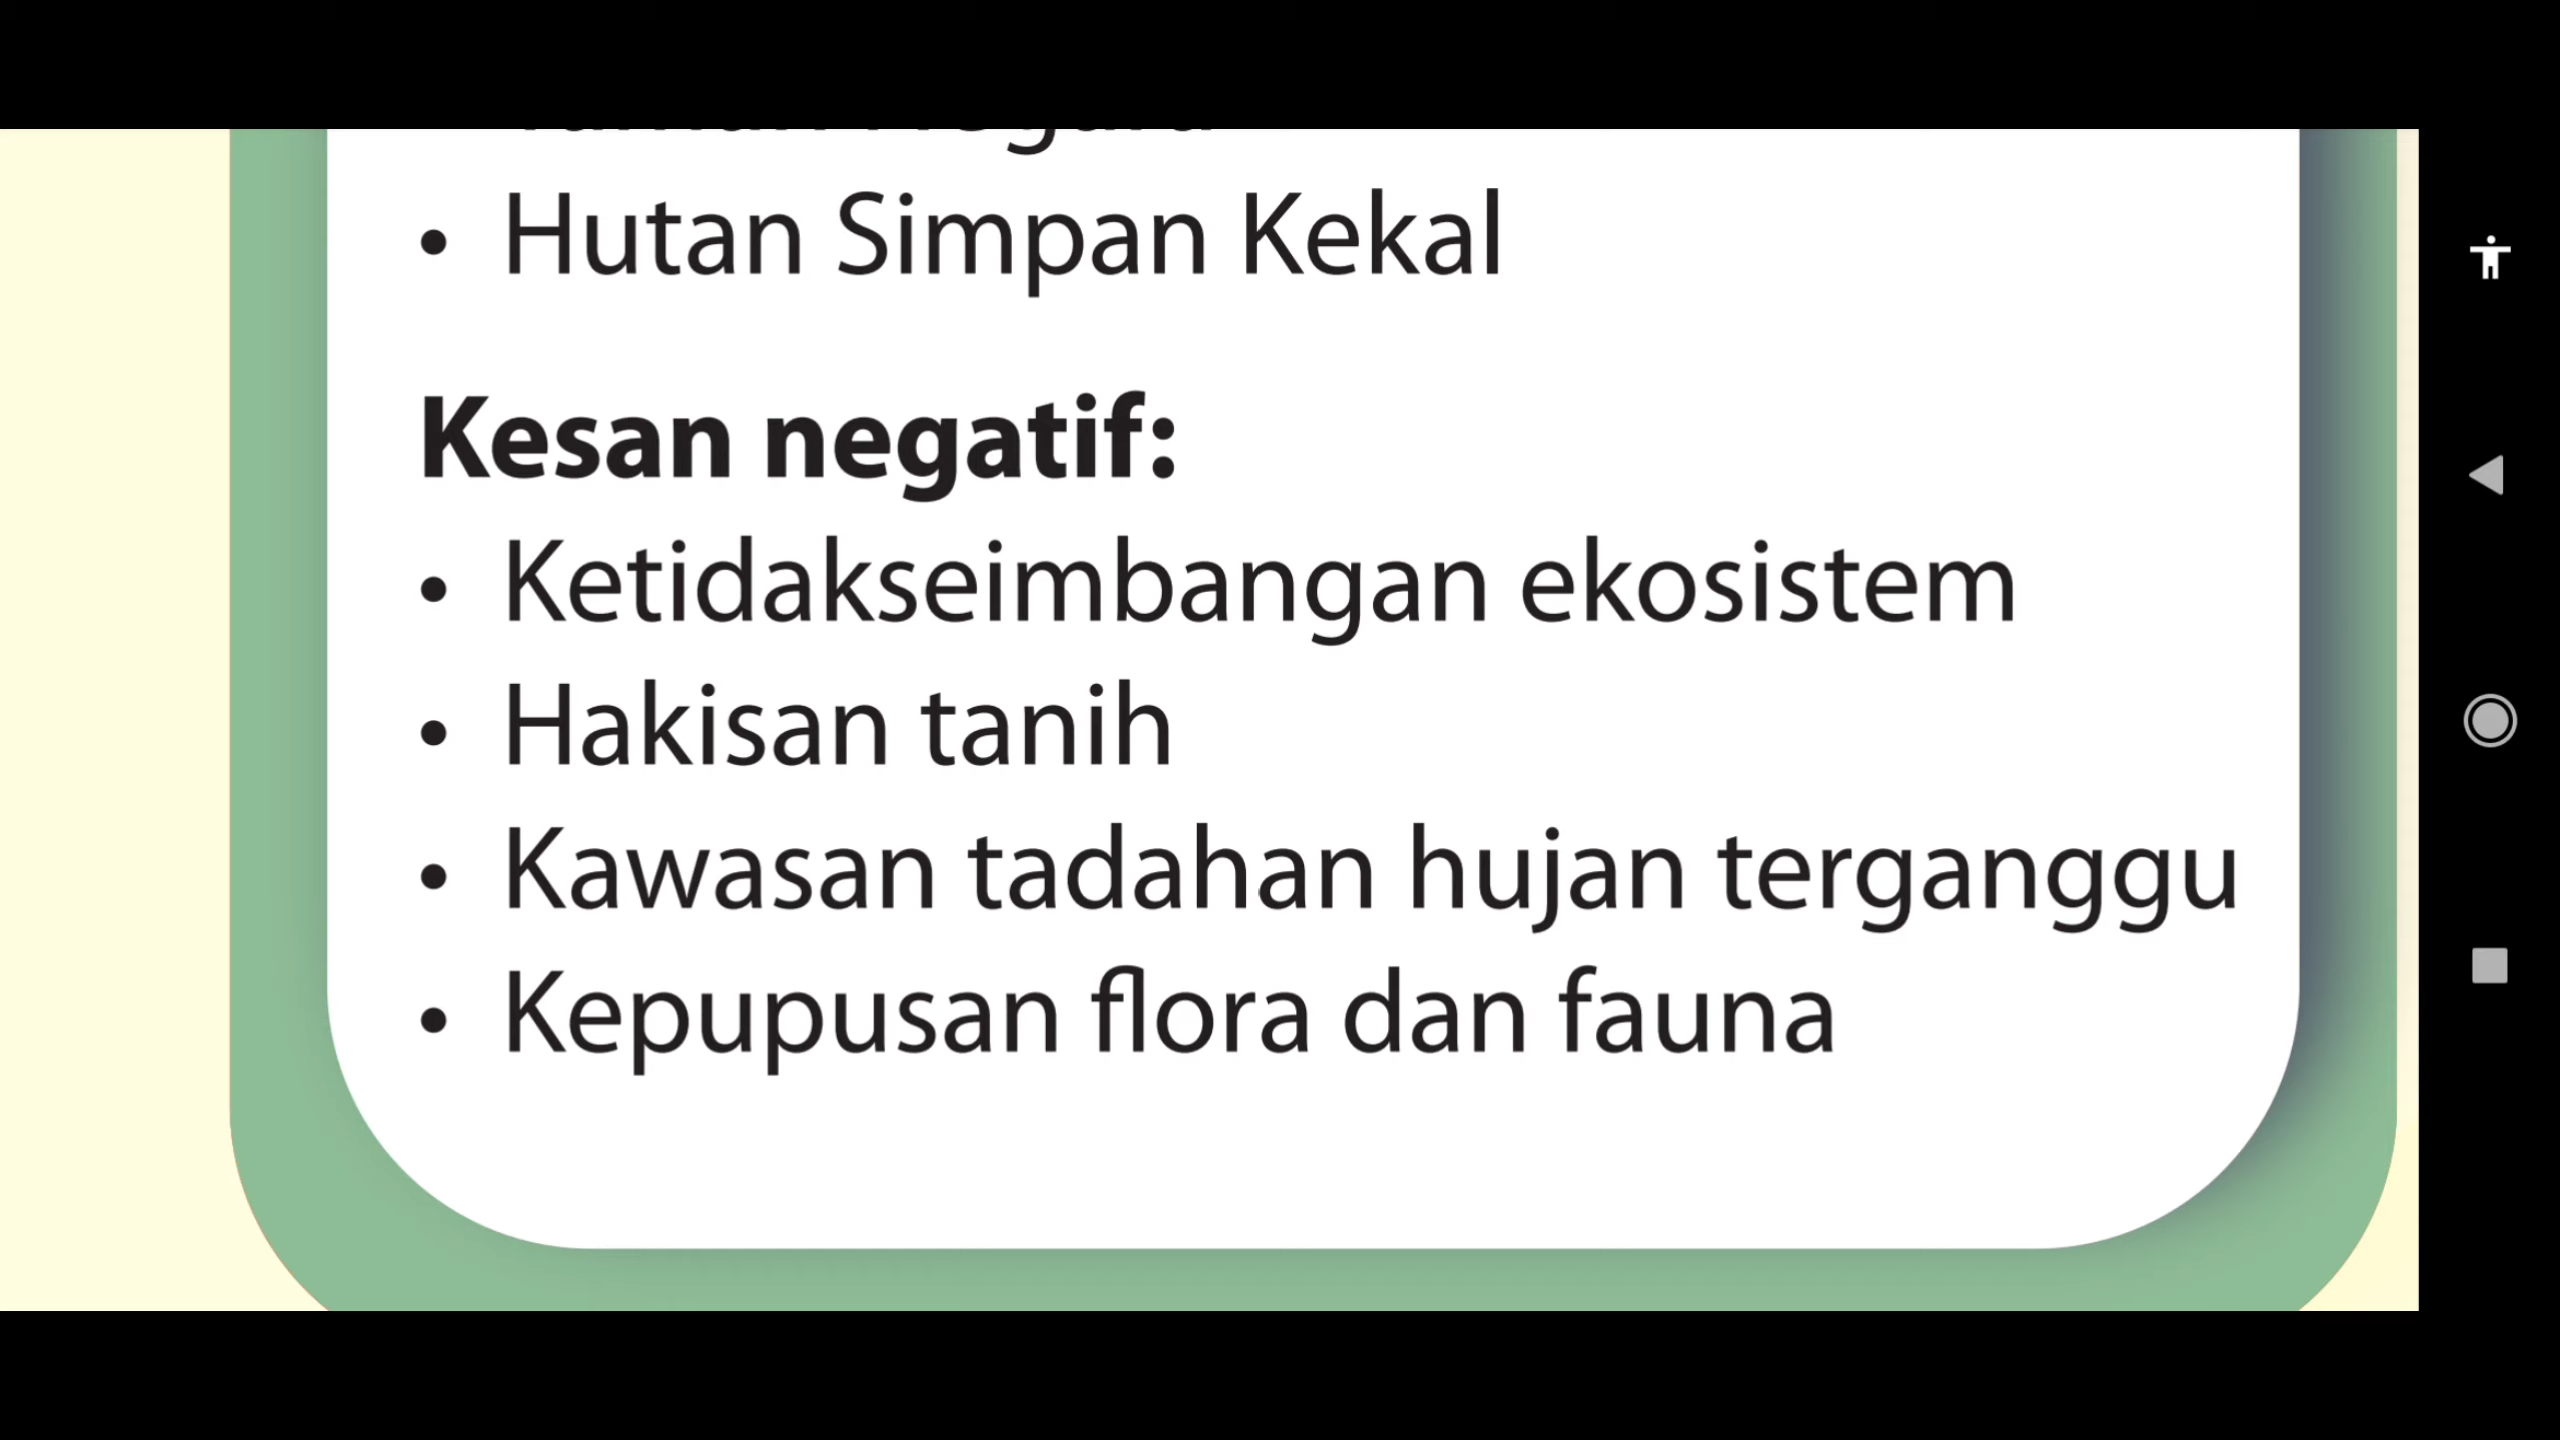 • Hutan Simpan Kekal
Kesan negatif:
• Ketidakseimbangan ekosistem
• Hakisan tanih
• Kawasan tadahan hujan terganggu
• Kepupusan flora dan fauna